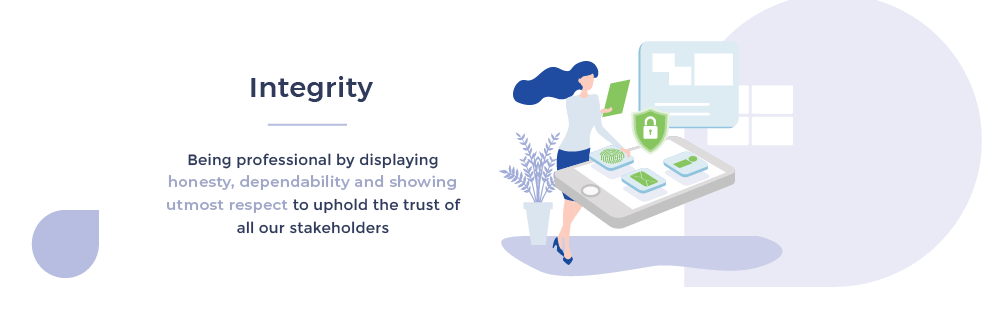 Integrity
Being professional by displaying
honesty, dependability and showing
utmost respect to uphold the trust of
all our stakeholders